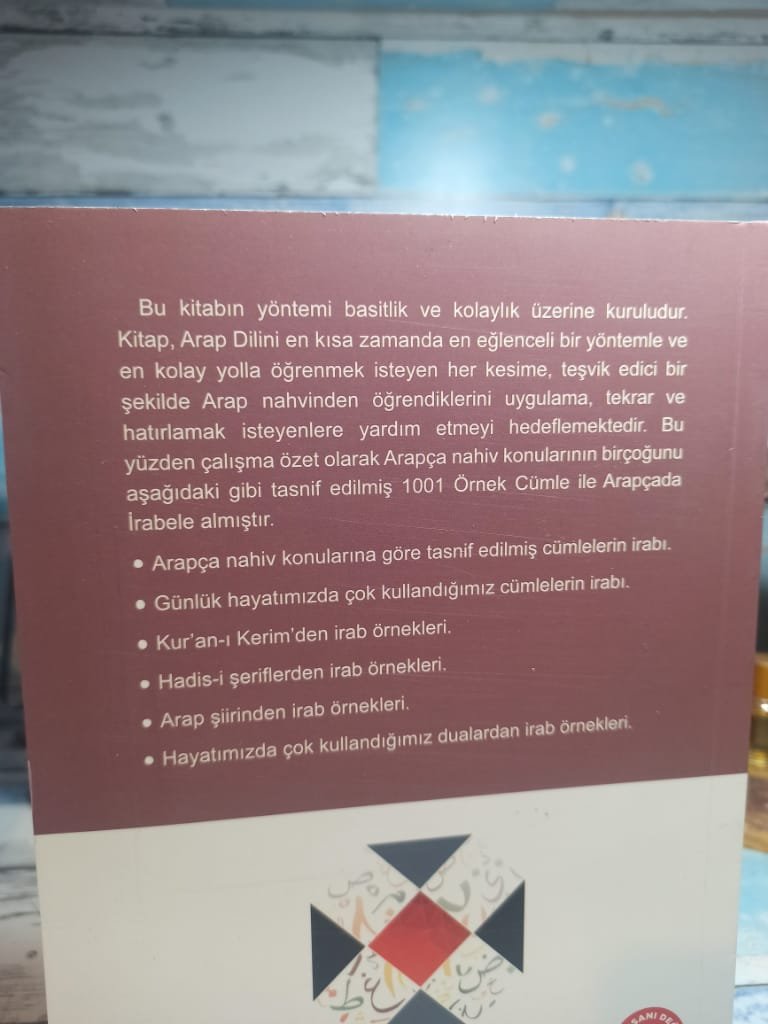 Bu kitabın yöntemi basitlik ve kolaylık üzerine kuruludur.
Kitap, Arap Dilini en kısa zamanda en eğlenceli bir yöntemle ve
en kolay yolla öğrenmek isteyen her kesime, teşvik edici bir
şekilde Arap nahvinden öğrendiklerini uygulama, tekrar ve
hatırlamak isteyenlere yardım etmeyi hedeflemektedir. Bu
yüzden çalışma özet olarak Arapça nahiv konularının birçoğunu
aşağıdaki gibi tasnif edilmiş 1001 Örnek Cümle ile Arapçada
İrabele almıştır.
• Arapça nahiv konularına göre tasnif edilmiş cümlelerin irabı.
• Günlük hayatımızda çok kullandığımız cümlelerin irabı.
• Kur'an-ı Kerim'den irab örnekleri.
• Hadis-i şeriflerden irab örnekleri.
• Arap şiirinden irab örnekleri.
• Hayatımızda çok kullandığımız dualardan irab örnekleri.